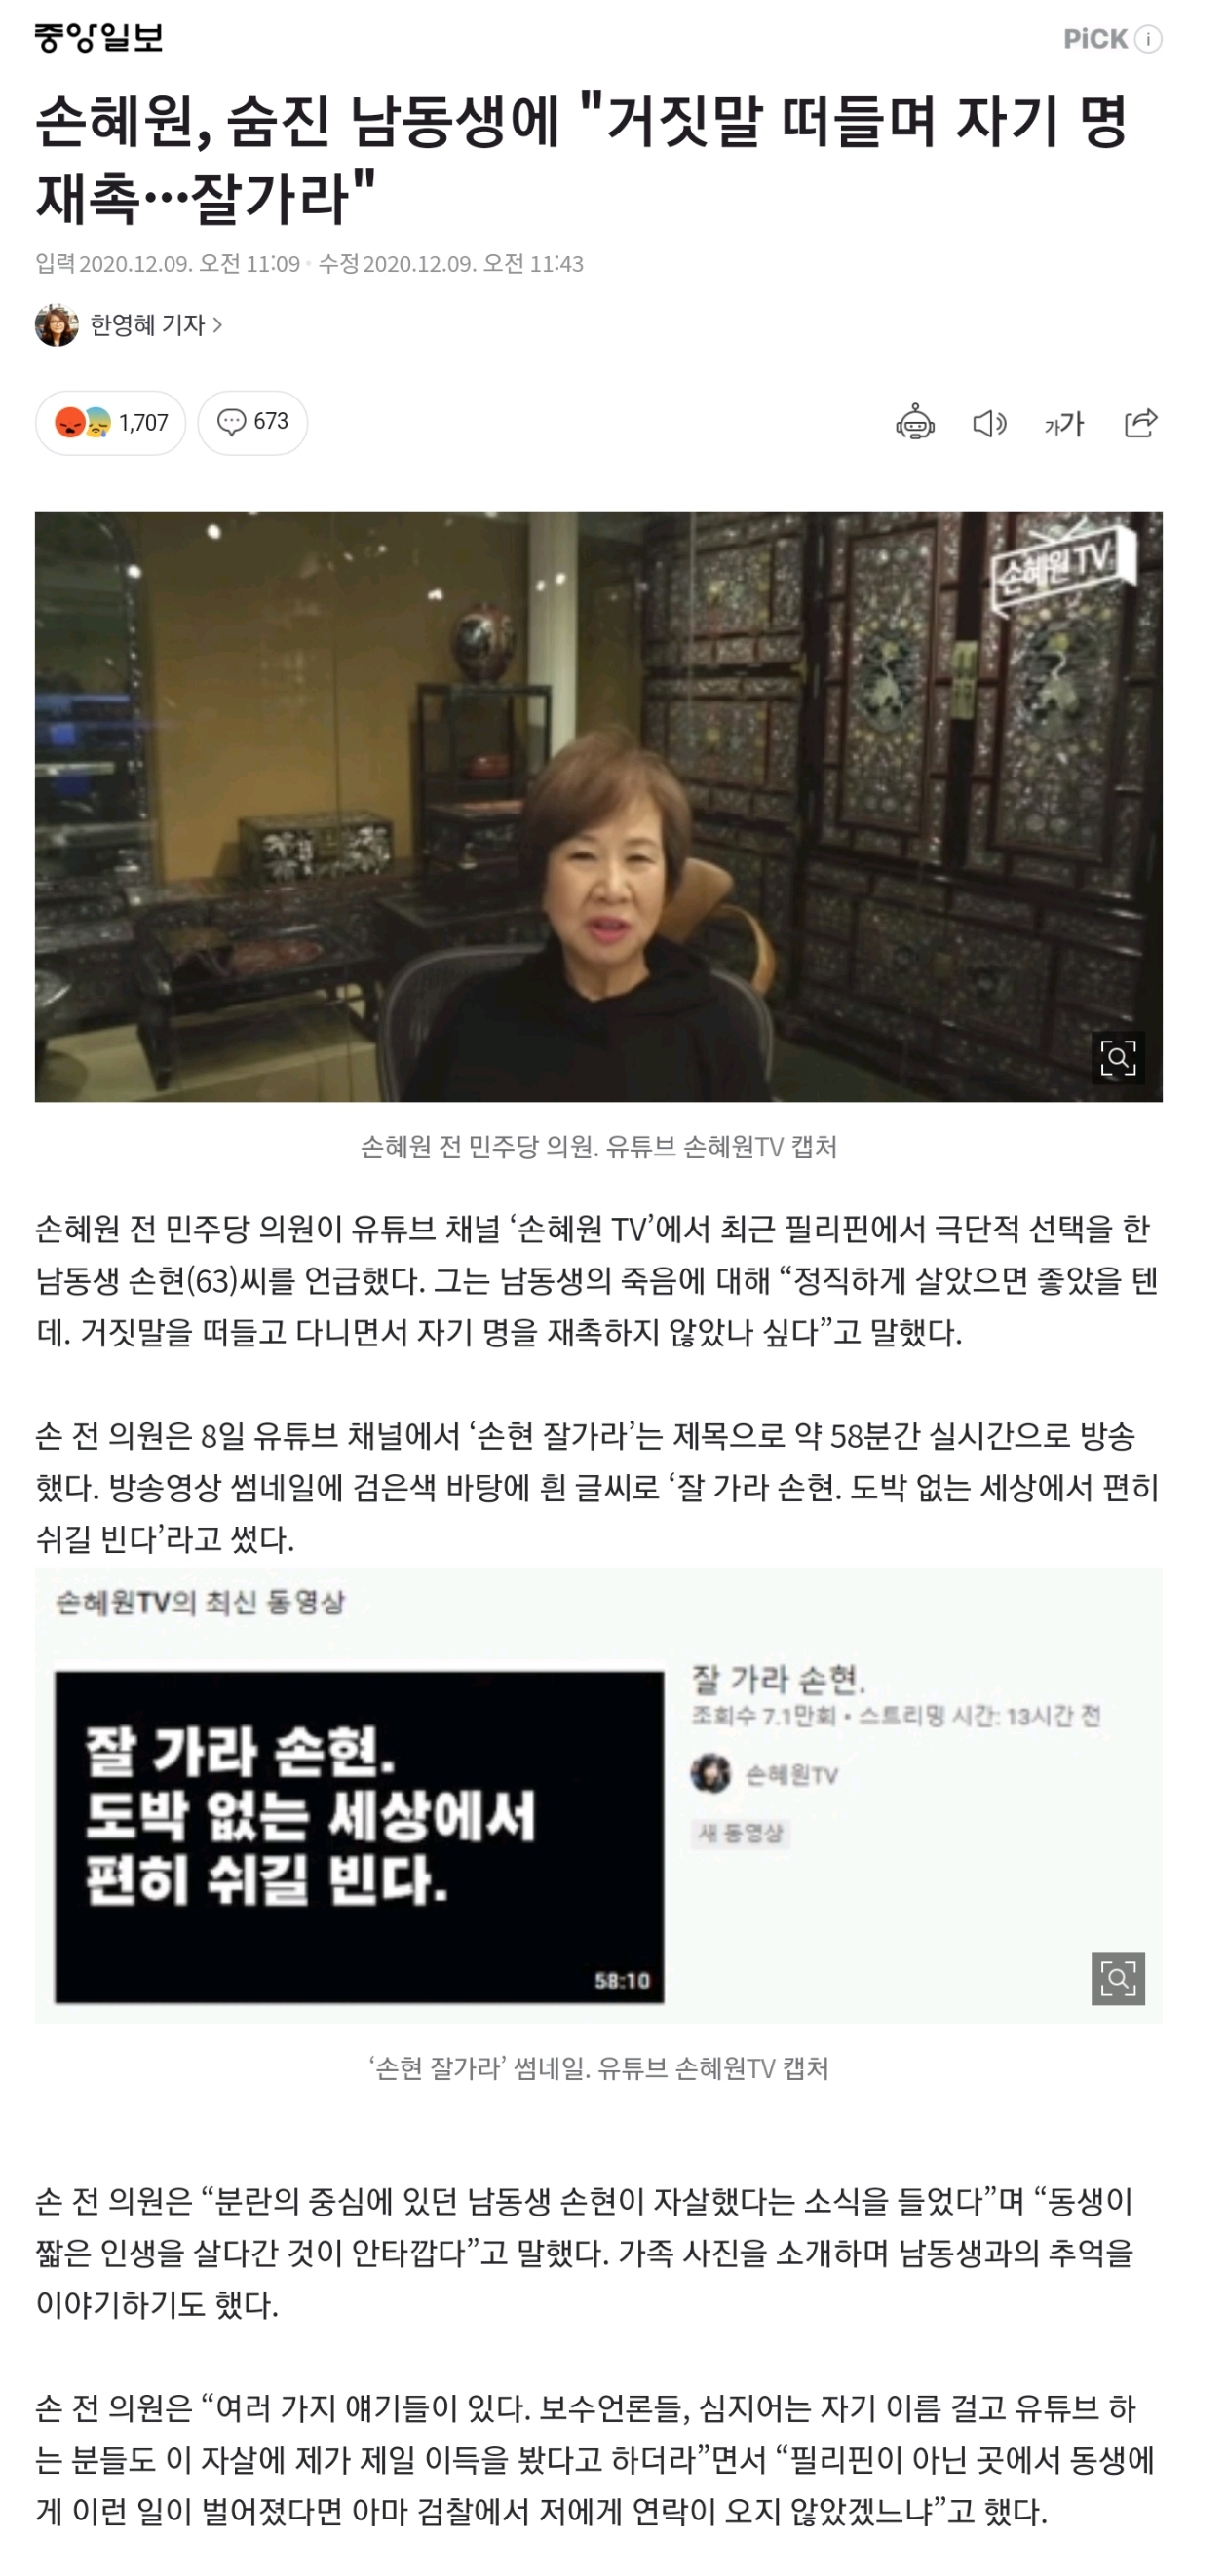 중앙일보
PiCK
손혜원, 숨진 남동생에 "거짓말 떠들며 자기 명
재촉…잘가라"
입력 2020.12.09. 오전 11:09 · 수정 2020.12.09. 오전 11:43
한영혜 기자 >
1,707
673
가가
손혜원TV
손혜원 전 민주당 의원. 유튜브 손혜원TV 캡처
손혜원 전 민주당 의원이 유튜브 채널 ‘손혜원 TV’에서 최근 필리핀에서 극단적 선택을 한
남동생 손현(63)씨를 언급했다. 그는 남동생의 죽음에 대해 “정직하게 살았으면 좋았을 텐
데. 거짓말을 떠들고 다니면서 자기 명을 재촉하지 않았나 싶다”고 말했다.
손 전 의원은 8일 유튜브 채널에서 ‘손현 잘가라’는 제목으로 약 58분간 실시간으로 방송
했다. 방송영상 썸네일에 검은색 바탕에 흰 글씨로 ‘잘 가라 손현. 도박 없는 세상에서 편히
쉬길 빈다’라고 썼다.
손혜원TV의 최신 동영상
잘 가라 손현.
도박 없는 세상에서
편히 쉬길 빈다.
58:10
잘 가라 손현.
조회수 7.1만회 • 스트리밍 시간: 13시간 전
손혜원TV
새 동영상
‘손현 잘가라’ 썸네일. 유튜브 손혜원TV 캡처
손 전 의원은 “분란의 중심에 있던 남동생 손현이 자살했다는 소식을 들었다”며 “동생이
짧은 인생을 살다간 것이 안타깝다”고 말했다. 가족 사진을 소개하며 남동생과의 추억을
이야기하기도 했다.
손 전 의원은 “여러 가지 얘기들이 있다. 보수언론들, 심지어는 자기 이름 걸고 유튜브 하
는 분들도 이 자살에 제가 제일 이득을 봤다고 하더라”면서 “필리핀이 아닌 곳에서 동생에
게 이런 일이 벌어졌다면 아마 검찰에서 저에게 연락이 오지 않았겠느냐”고 했다.